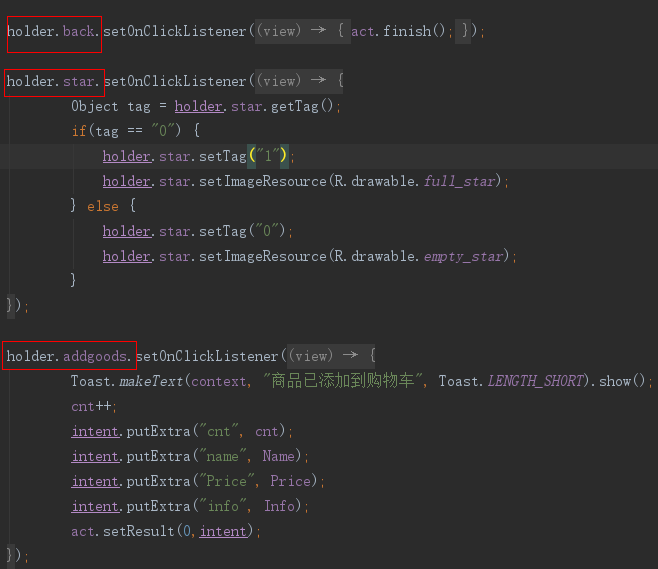 holder.back.setOnClickListener((view) → { act.finish(); });
holder.star.setOnClickListener((view) → {
Object tag = holder.star.getTag();
if(tag == "0") {
holder.star.setTag("1");
holder.star.setImageResource(R.drawable.full_star);
} else {
holder.star.setTag("0");
holder.star.setImageResource(R.drawable.empty_star);
}
});
holder.addgoods.setOnClickListener((view) → {
Toast.makeText(context, "商品已添加到购物车", Toast.LENGTH_SHORT).show();
cnt++;
intent.putExtra("cnt", cnt);
intent.putExtra("name", Name);
intent.putExtra("Price", Price);
intent.putExtra("info", Info);
act.setResult(0,intent);
});